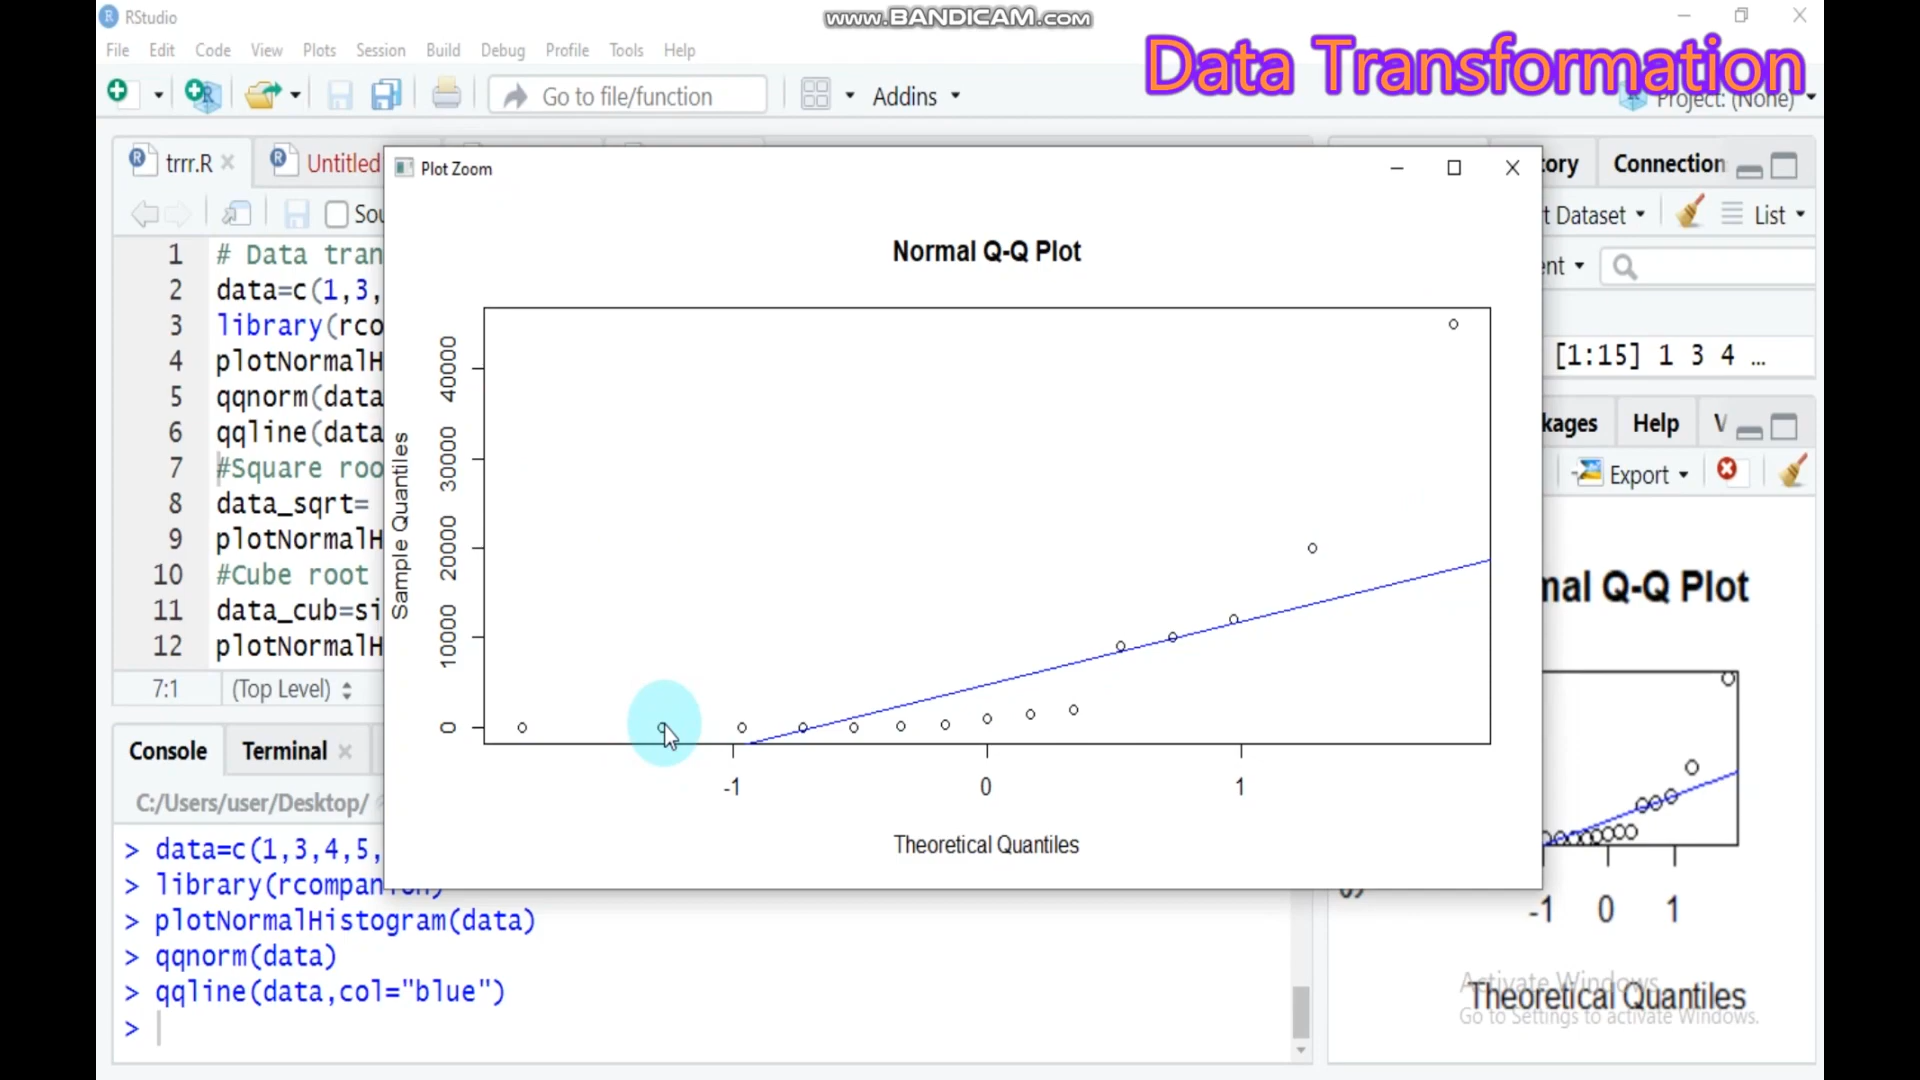 RStudio
www.BANDICAM.com
Data Transformation
File Edit Code View Plots Session Build Debug Profile Tools Help
Go to file/function
Addins
Project: (None)
trrr.R
Untitled
Plot Zoom
ory
Connection
Sou
t Dataset
List
1 # Data tran
2 data=c(1,3,
3 library(rco
4 plotNormalH
5 qqnorm(data
6 qqline(data
7 #Square roo
8 data_sqrt=
9 plotNormalH
10 #Cube root
11 data_cub=si
12 plotNormalH
7:1 (Top Level)
Normal Q-Q Plot
Sample Quantiles
40000
30000
20000
10000
0
-1 0 1
Theoretical Quantiles
ent
[1:15] 1 3 4 ...
kages
Help
V
Export
mal Q-Q Plot
-1 0 1
Theoretical Quantiles
Activate Windows
Go to Settings to activate Windows.
Console Terminal
C:/Users/user/Desktop/
> data=c(1,3,4,5,
> library(rcompanion)
> plotNormalHistogram(data)
> qqnorm(data)
> qqline(data,col="blue")
>